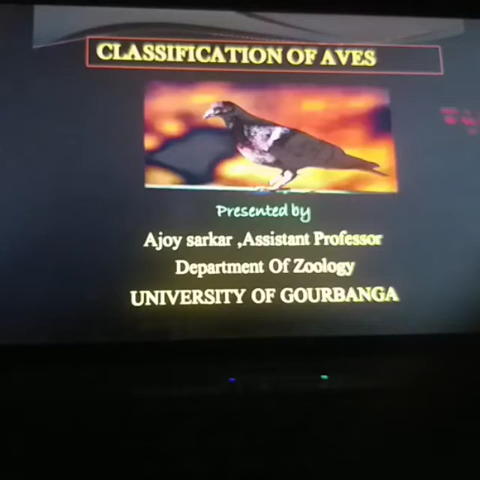 CLASSIFICATION OF AVES
Presented by
Ajoy sarkar ,Assistant Professor
Department Of Zoology
UNIVERSITY OF GOURBANGA